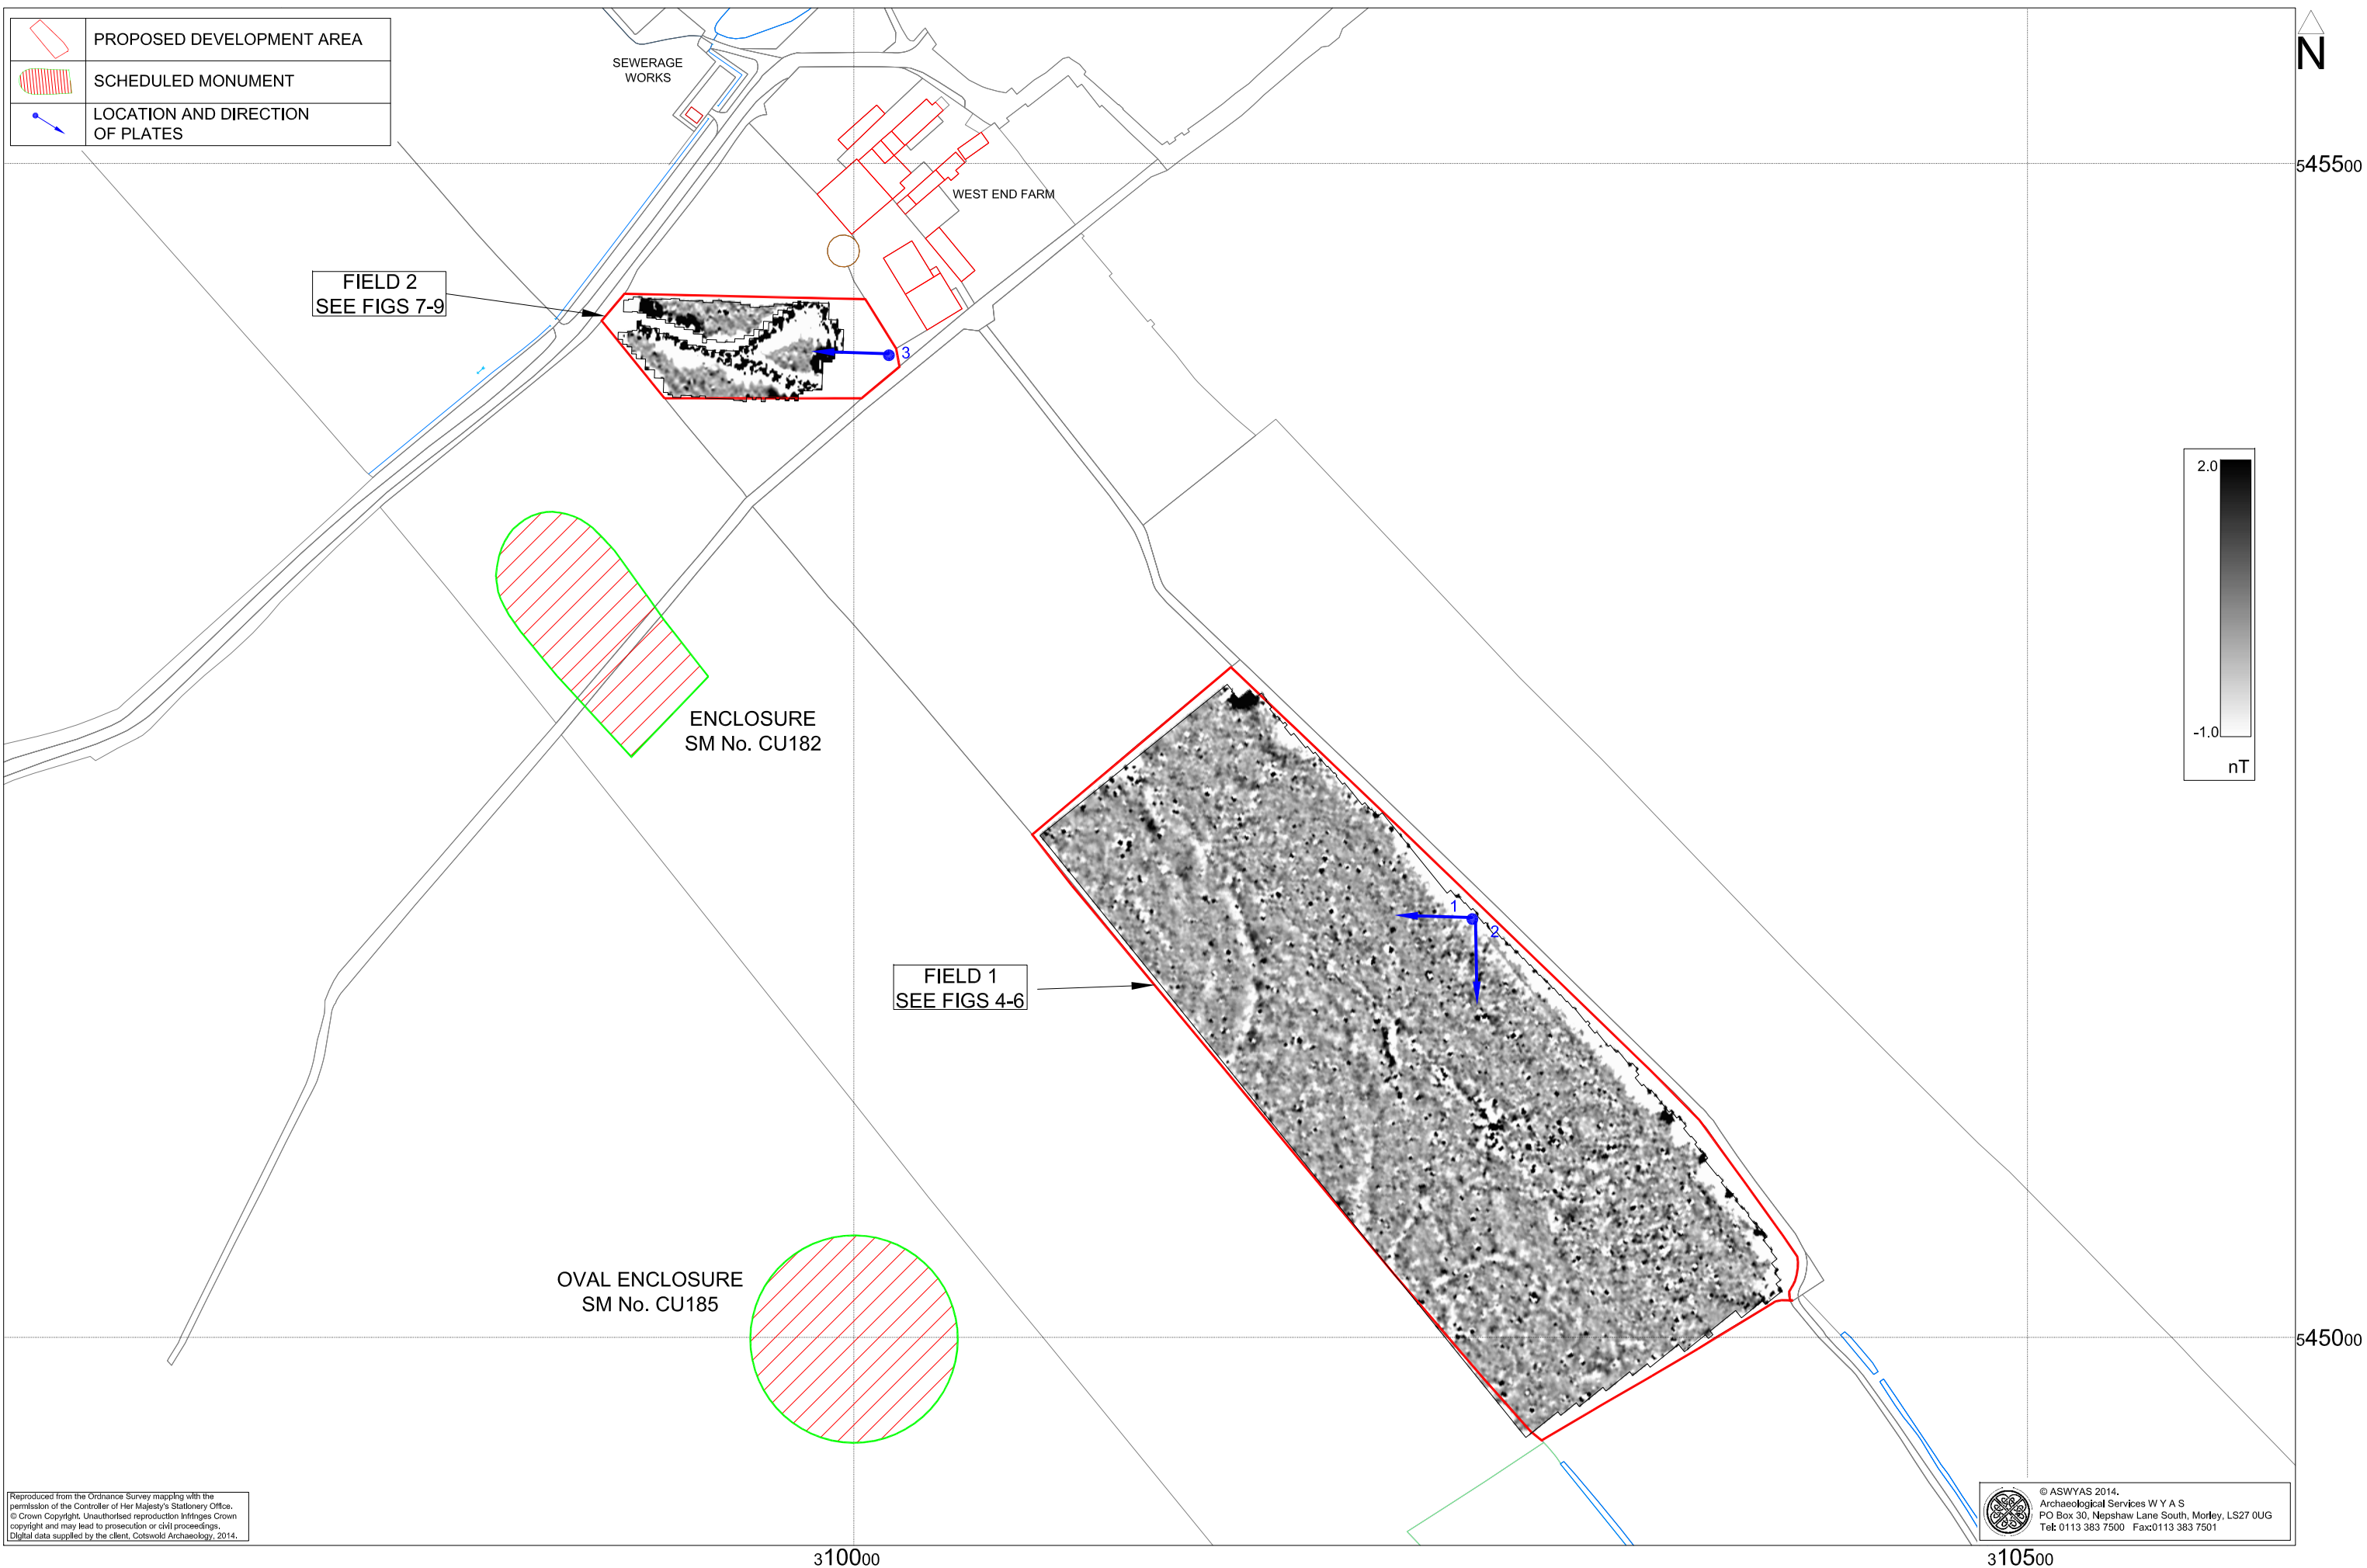 PROPOSED DEVELOPMENT AREA
SCHEDULED MONUMENT
LOCATION AND DIRECTION
OF PLATES
SEWERAGE
WORKS
N
545500
WEST END FARM
FIELD 2
SEE FIGS 7-9
3
2.0
-1.0
nT
ENCLOSURE
SM No. CU182
1
2
FIELD 1
SEE FIGS 4-6
OVAL ENCLOSURE
SM No. CU185
545000
Reproduced from the Ordnance Survey mapping with the
permission of the Controller of Her Majesty's Stationery Office.
© Crown Copyright. Unauthorised reproduction infringes Crown
copyright and may lead to prosecution or civil proceedings.
Digital data supplied by the client, Cotswold Archaeology, 2014.
© ASWYAS 2014.
Archaeological Services W Y A S
PO Box 30, Nepshaw Lane South, Morley, LS27 0UG
Tel: 0113 383 7500 Fax:0113 383 7501
310000
310500